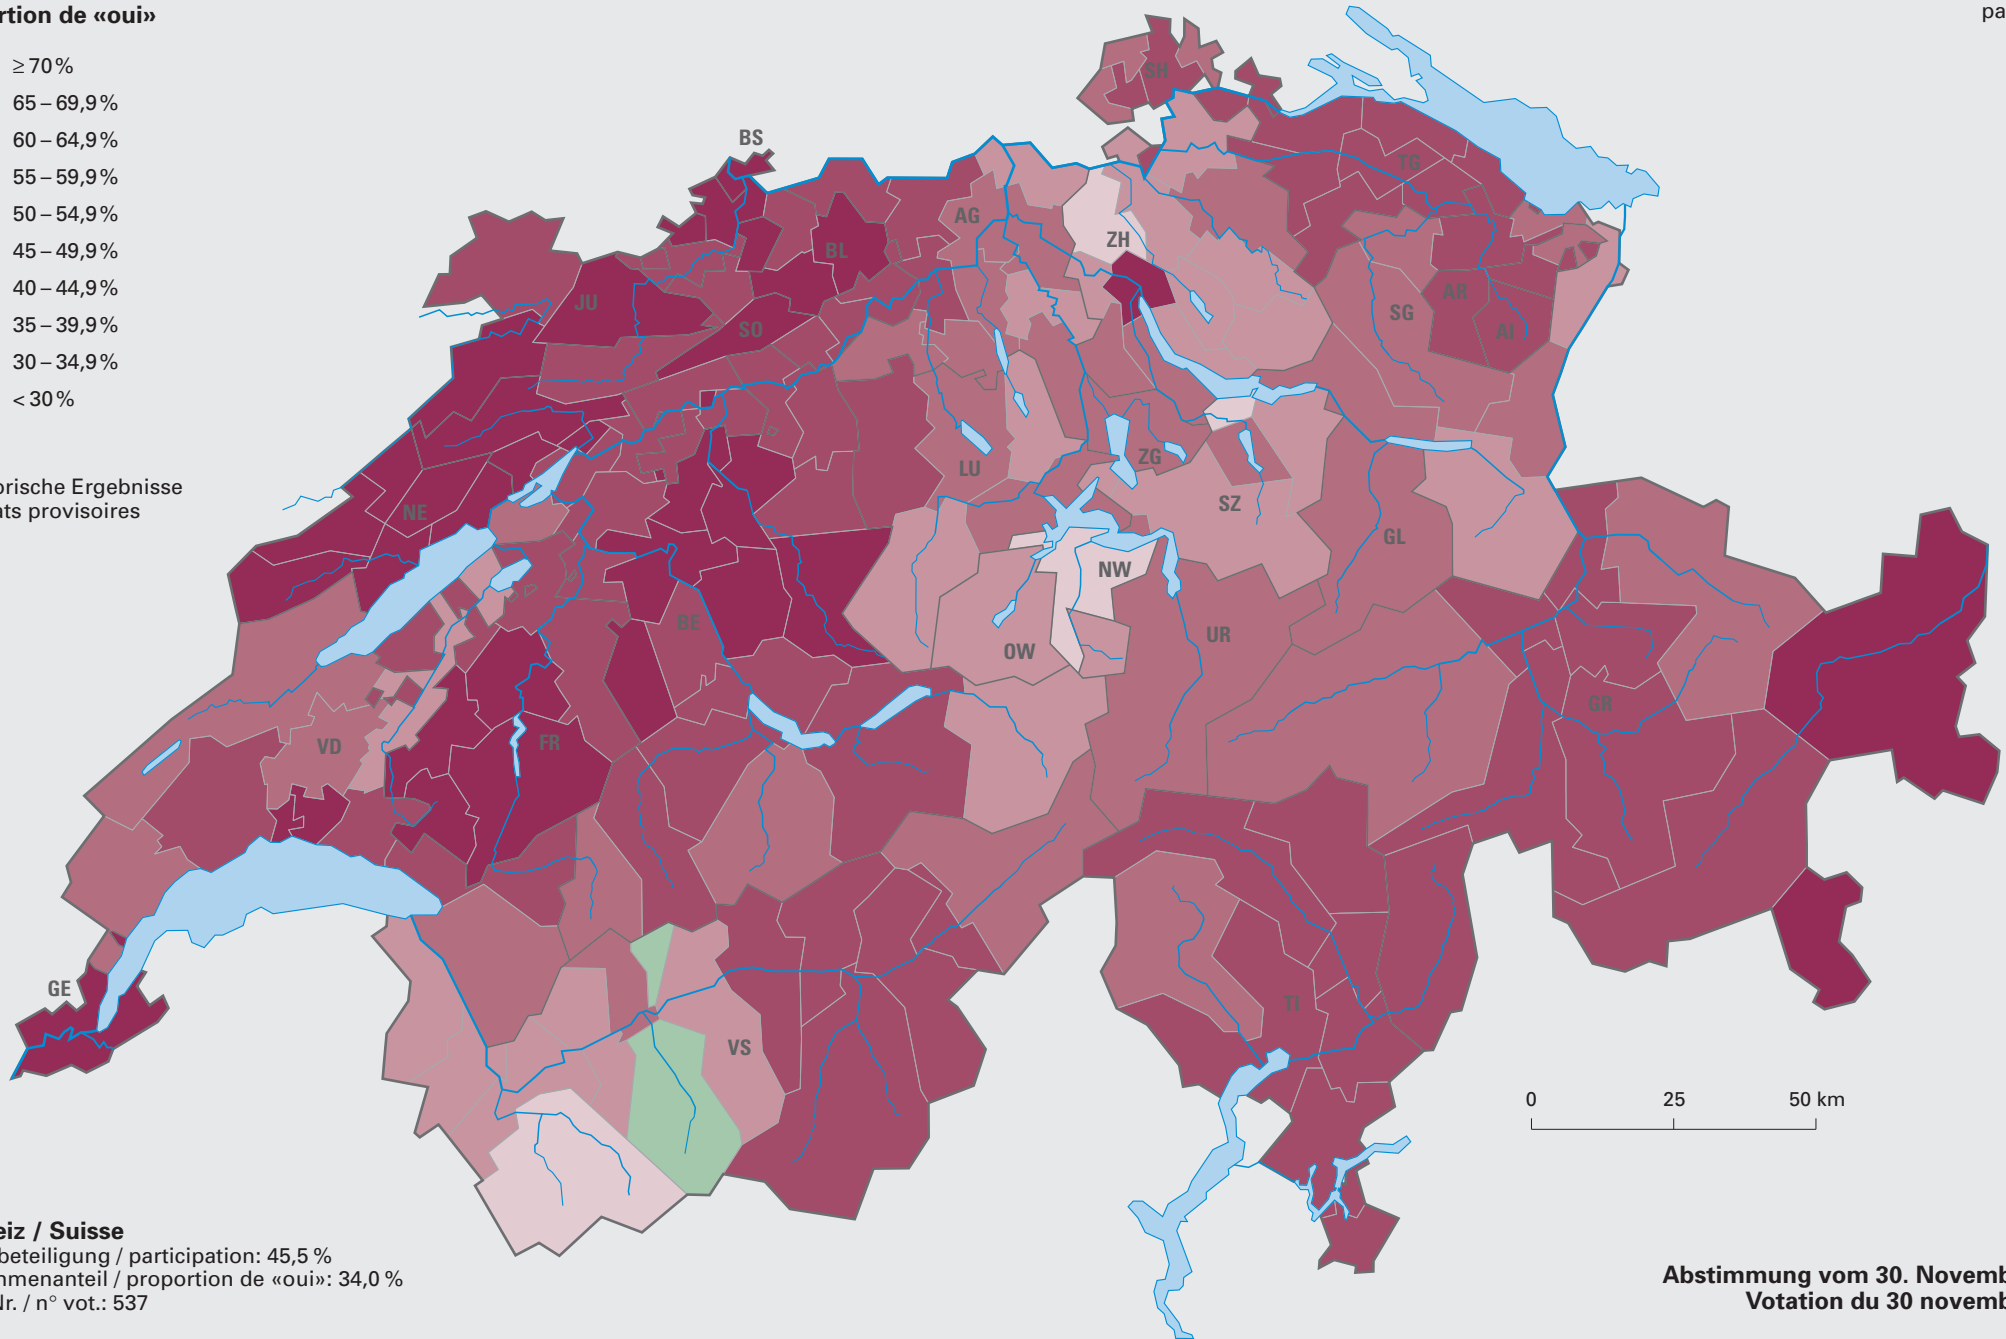 rtion de «oui»
pa
≥ 70 %
65 – 69,9 %
60 – 64,9 %
55 – 59,9 %
50 – 54,9 %
45 – 49,9 %
40 – 44,9 %
35 – 39,9 %
30 – 34,9 %
< 30 %
orische Ergebnisse
ats provisoires
SH
BS
TG
AG
ZH
BL
JU
SO
AR
SG
AI
LU
ZG
SZ
NE
GL
NW
BE
UR
OW
GR
FR
VD
GE
TI
VS
0 25 50 km
eiz / Suisse
beteiligung / participation: 45,5 %
mmenanteil / proportion de «oui»: 34,0 %
Nr. / n° vot.: 537
Abstimmung vom 30. Novemb
Votation du 30 novemb